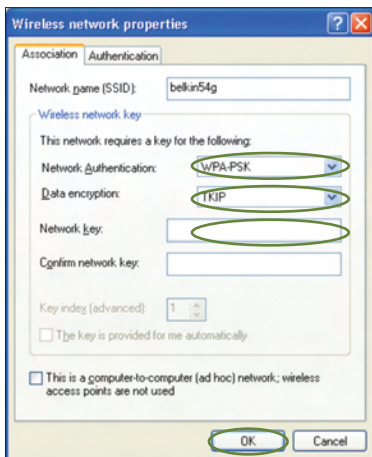 Wireless network properties
Association Authentication
Network name (SSID): belkin54g
Wireless network key
This network requires a key for the following:
Network Authentication: WPA-PSK
Data encryption: TKIP
Network key:
Confirm network key:
Key index (advanced): 1
The key is provided for me automatically
This is a computer-to-computer (ad hoc) network; wireless
access points are not used
OK Cancel